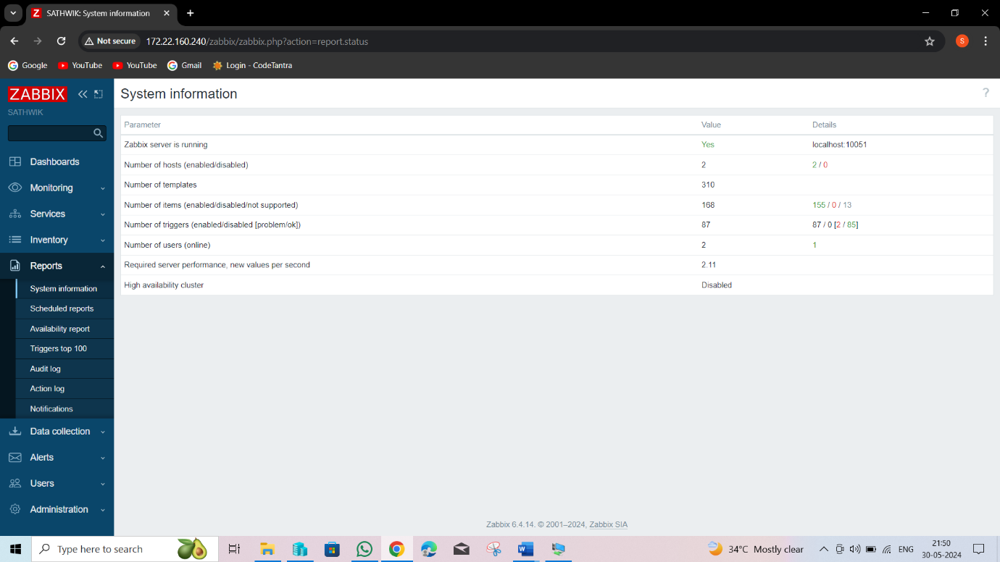 SATHWIK: System information
Not secure 172.22.160.240/zabbix/zabbix.php?action=report.status
S
Google YouTube YouTube Gmail Login - CodeTantra
ZABBIX
SATHWIK
Dashboards
Monitoring
Services
Inventory
Reports
System information
Scheduled reports
Availability report
Triggers top 100
Audit log
Action log
Notifications
Data collection
Alerts
Users
Administration
System information
?
Parameter Value Details
Zabbix server is running Yes localhost:10051
Number of hosts (enabled/disabled) 2 2 / 0
Number of templates 310
Number of items (enabled/disabled/not supported) 168 155 / 0 / 13
Number of triggers (enabled/disabled [problem/ok]) 87 87 / 0 [2 / 85]
Number of users (online) 2 1
Required server performance, new values per second 2.11
High availability cluster Disabled
Zabbix 6.4.14. © 2001–2024, Zabbix SIA
Type here to search
34°C Mostly clear
ENG
21:50
30-05-2024